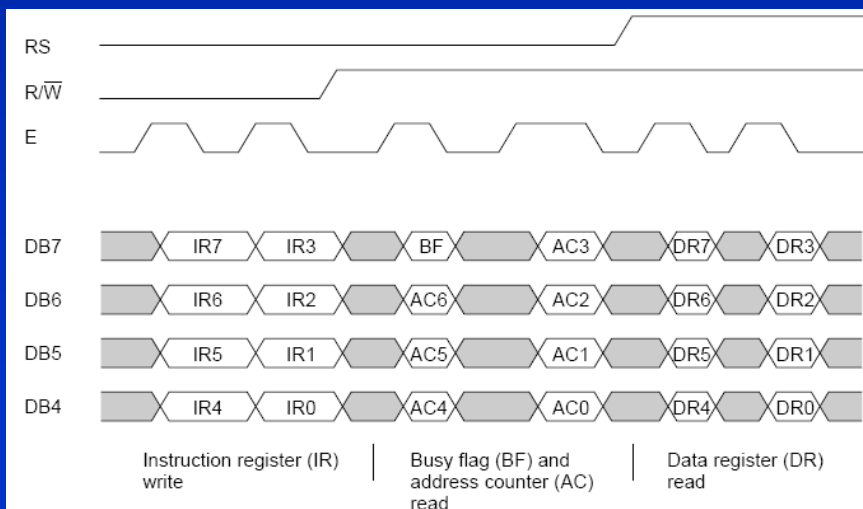 RS
R/W̅
E
DB7 IR7 IR3 BF AC3 DR7 DR3
DB6 IR6 IR2 AC6 AC2 DR6 DR2
DB5 IR5 IR1 AC5 AC1 DR5 DR1
DB4 IR4 IR0 AC4 AC0 DR4 DR0
Instruction register (IR)
write
Busy flag (BF) and
address counter (AC)
read
Data register (DR)
read